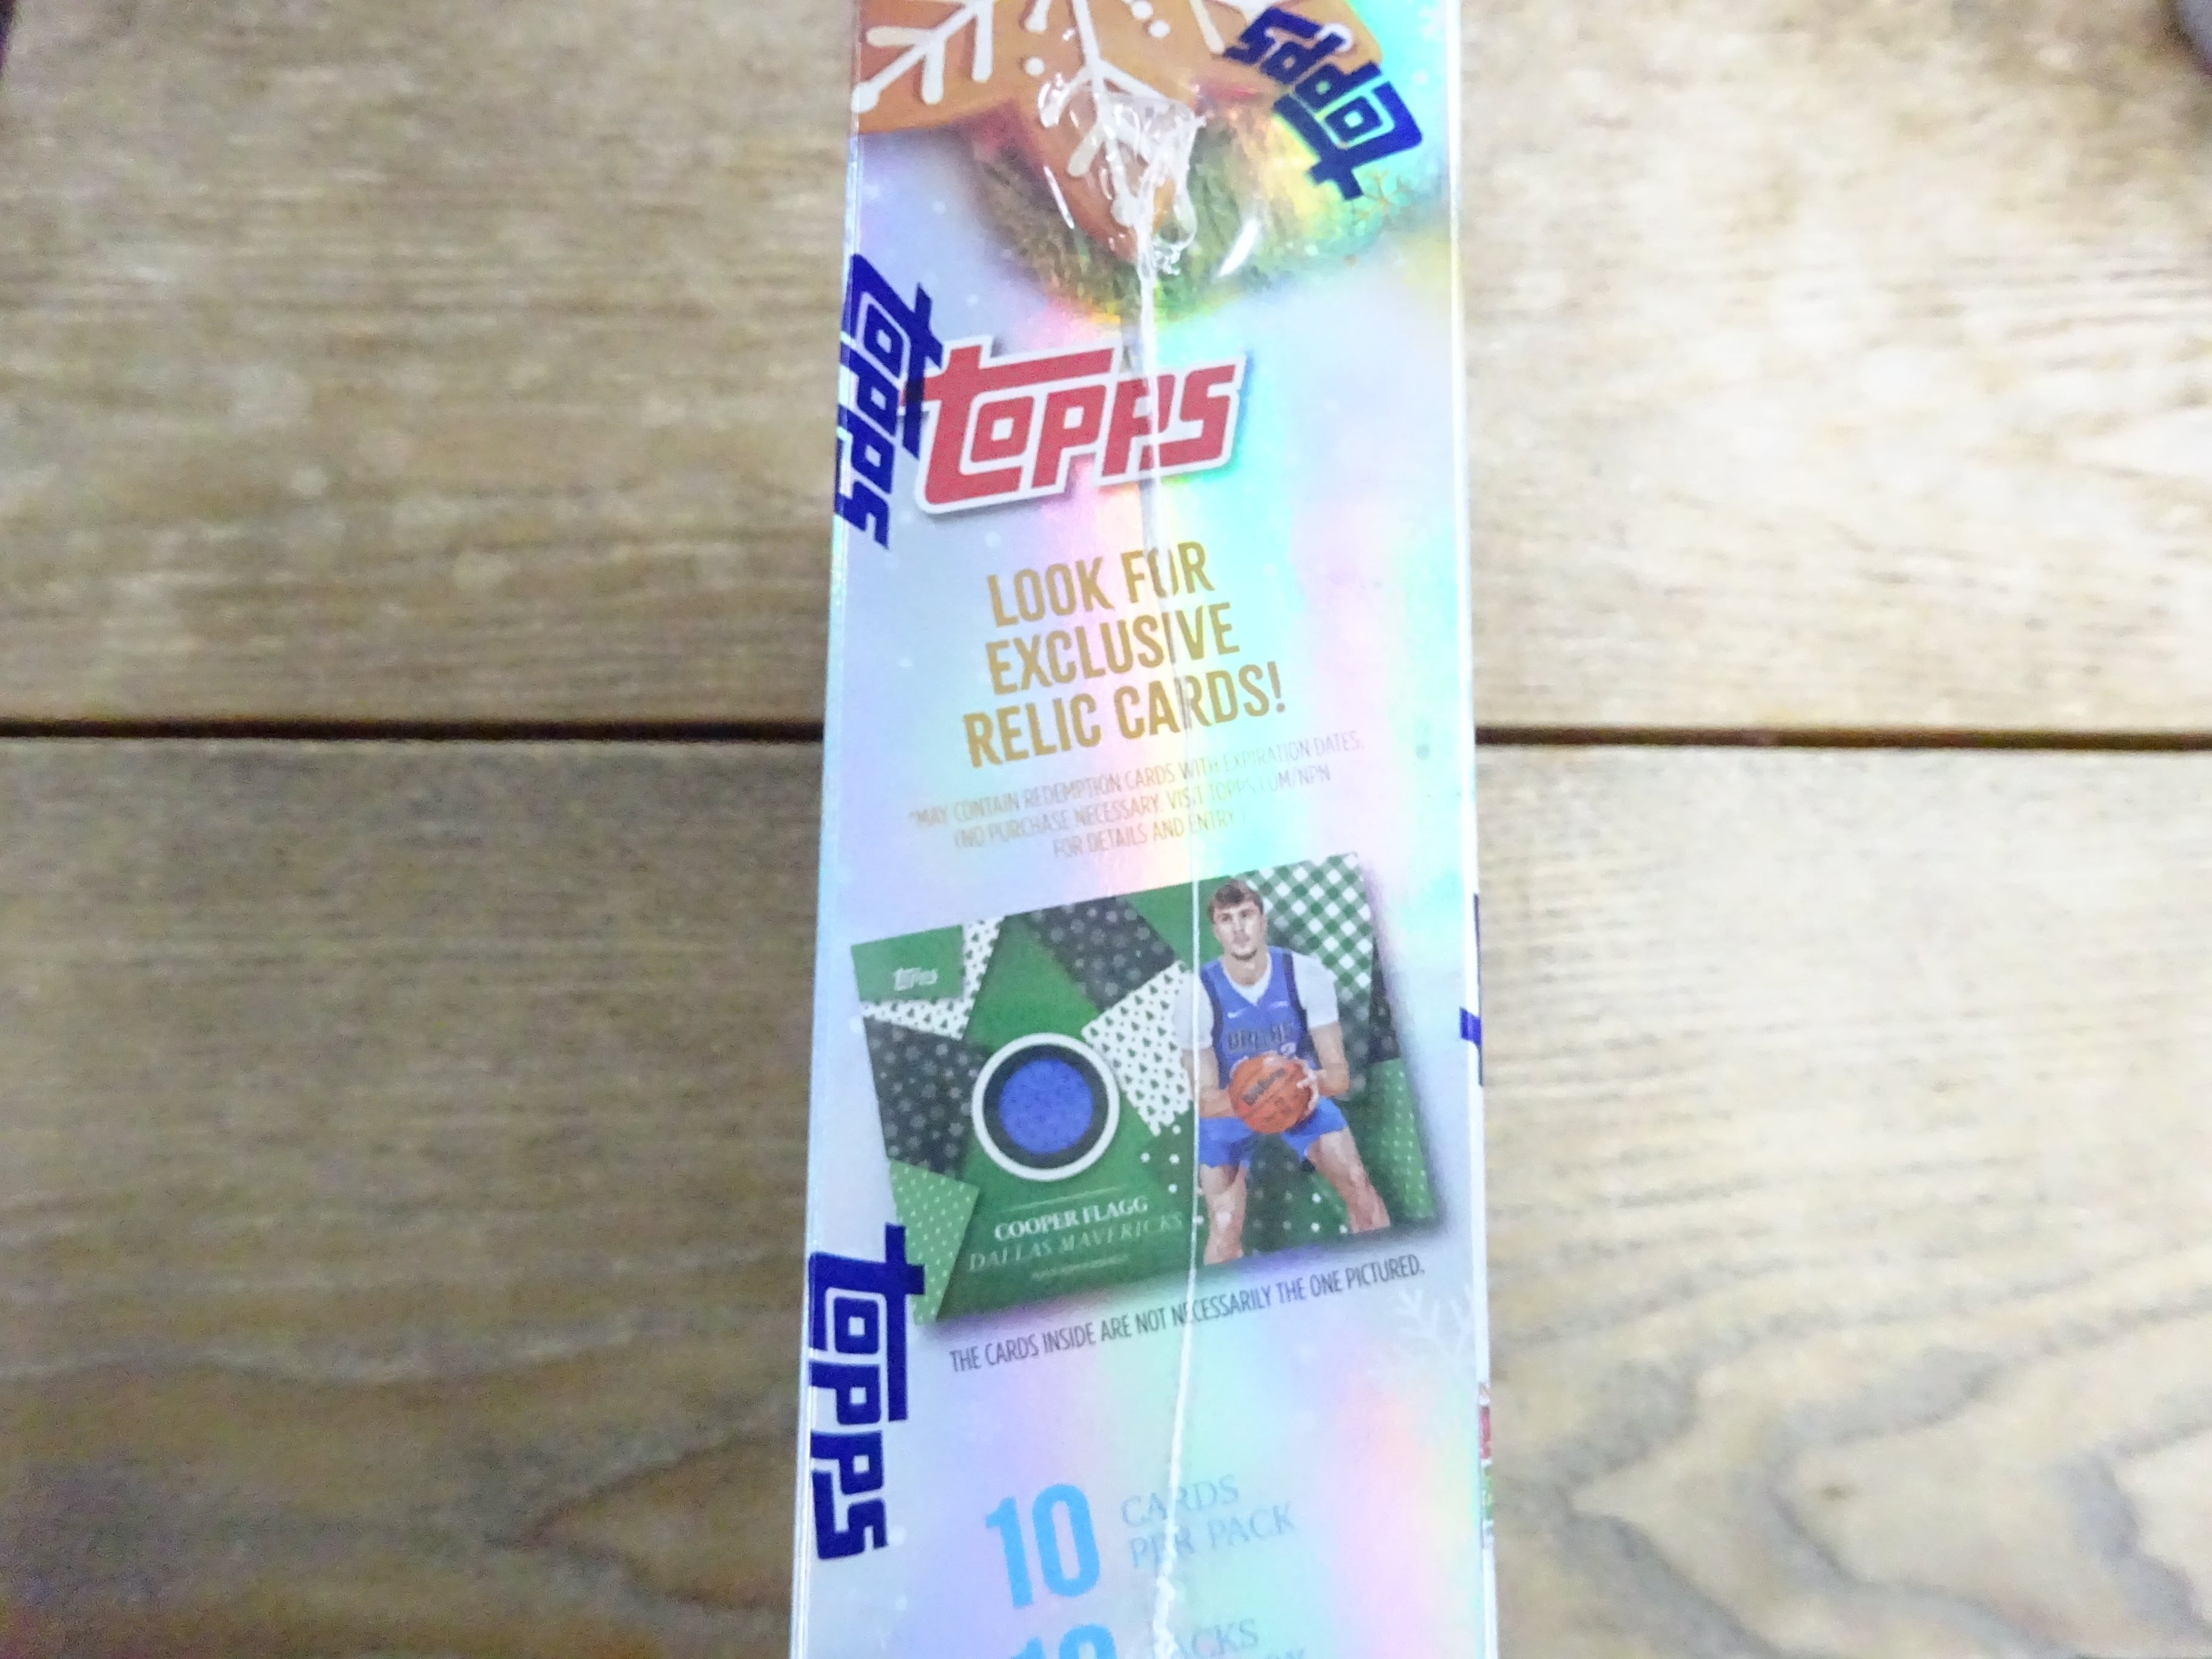 Topps
Topps
Topps
LOOK FOR
EXCLUSIVE
RELIC CARDS!
*MAY CONTAIN REDEMPTION CARDS WITH EXPIRATION DATES.
(NO PURCHASE NECESSARY. VISIT TOPPS.COM/NPN
FOR DETAILS AND ENTRY.)
Topps
COOPER FLAGG
DALLAS MAVERICKS
THE CARDS INSIDE ARE NOT NECESSARILY THE ONE PICTURED.
Topps
10 CARDS
PER PACK
PACKS